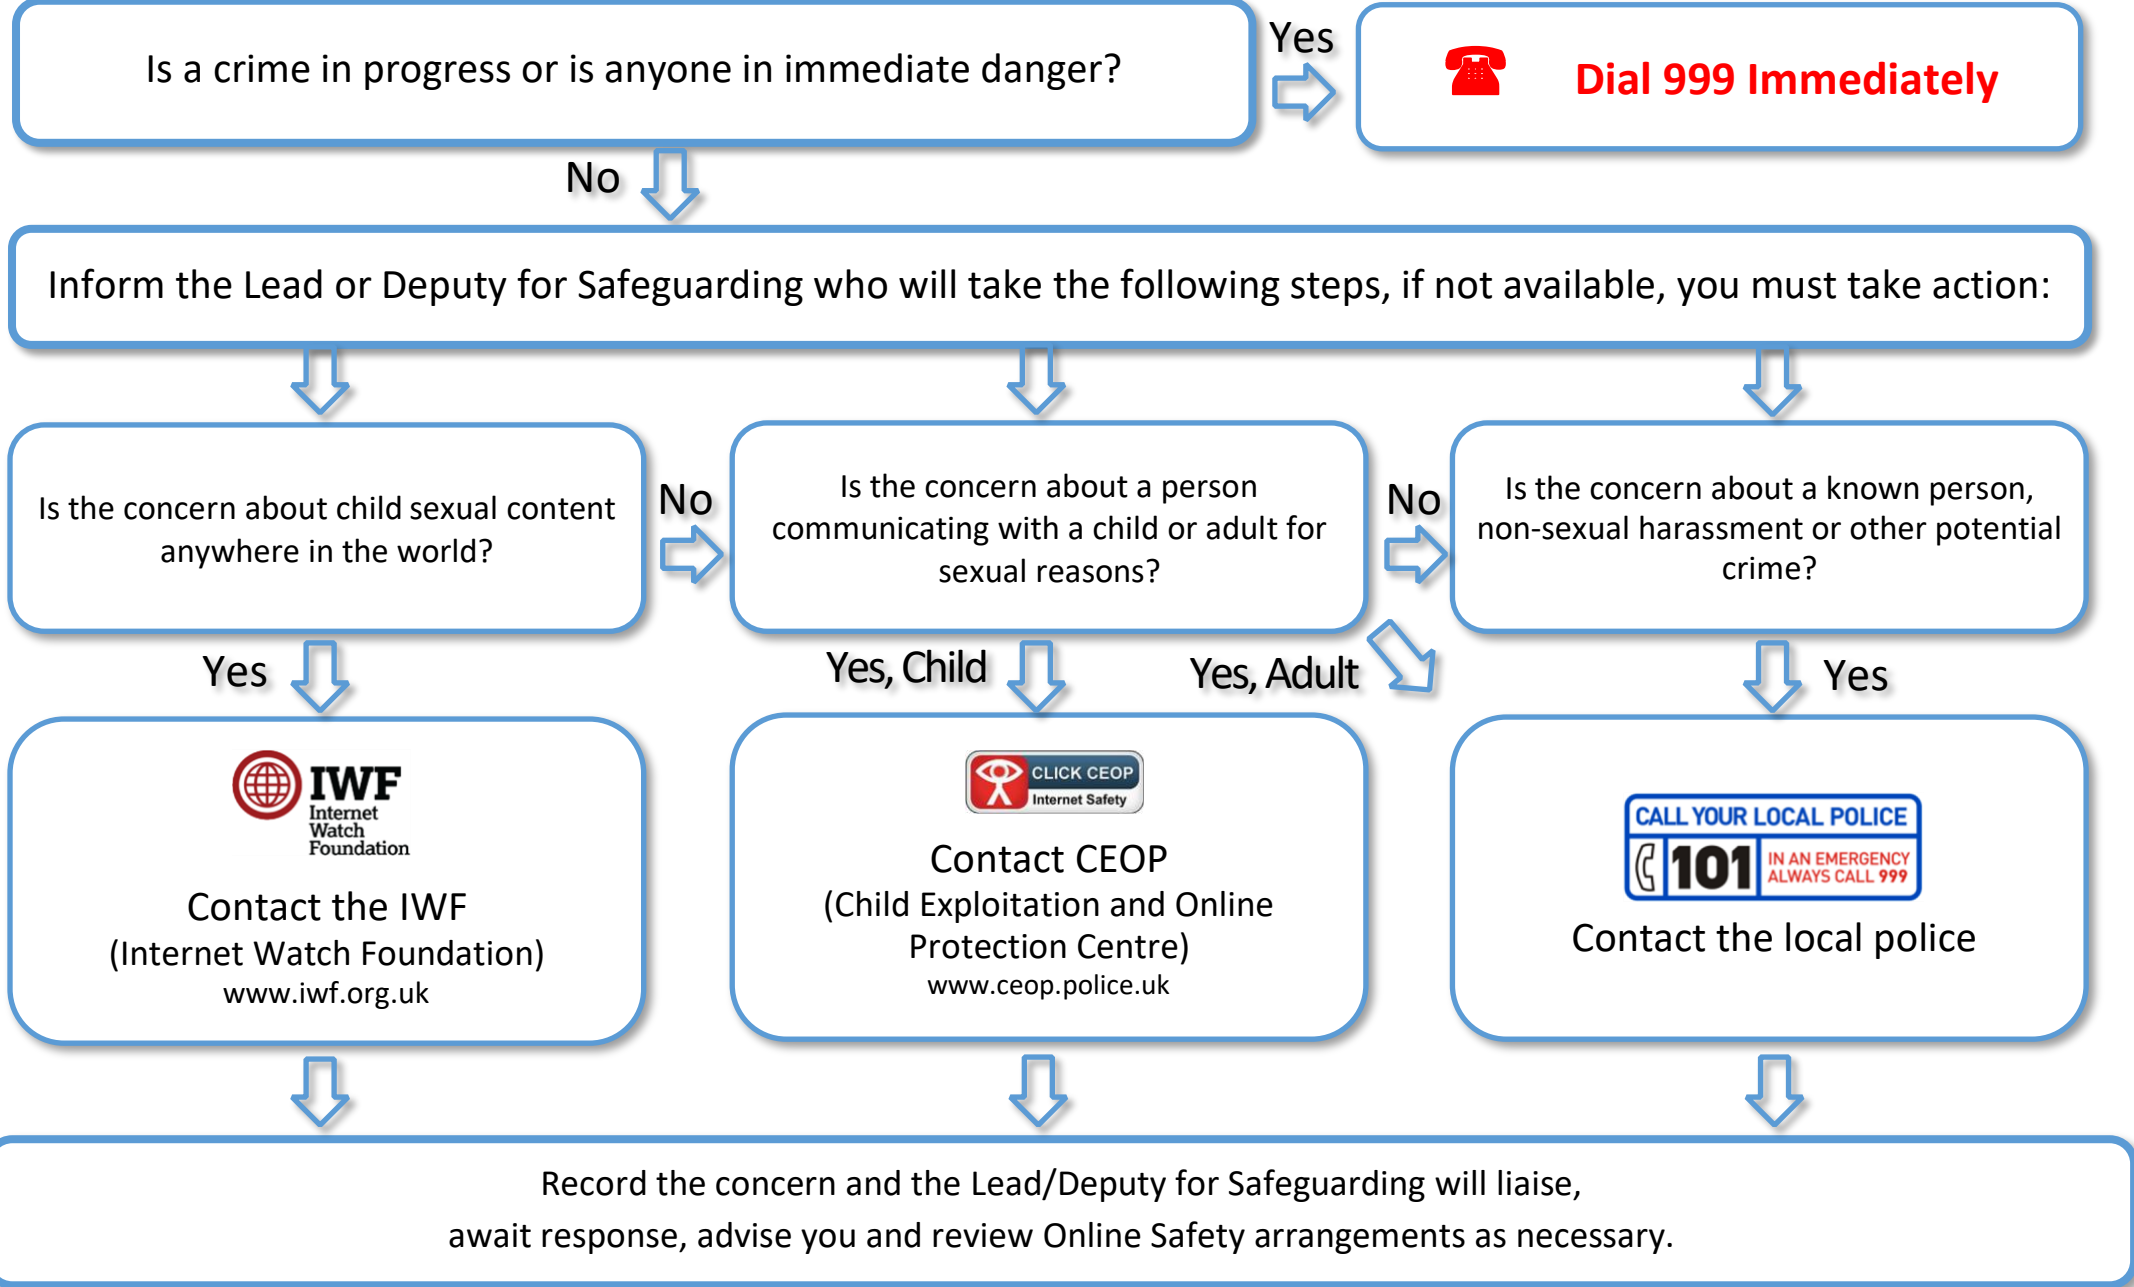 Is a crime in progress or is anyone in immediate danger?
Yes
Dial 999 Immediately
No
Inform the Lead or Deputy for Safeguarding who will take the following steps, if not available, you must take action:
Is the concern about child sexual content
anywhere in the world?
No
Is the concern about a person
communicating with a child or adult for
sexual reasons?
No
Is the concern about a known person,
non-sexual harassment or other potential
crime?
Yes
Yes, Child
Yes, Adult
Yes
IWF
Internet
Watch
Foundation
Contact the IWF
(Internet Watch Foundation)
www.iwf.org.uk
CLICK CEOP
Internet Safety
Contact CEOP
(Child Exploitation and Online
Protection Centre)
www.ceop.police.uk
CALL YOUR LOCAL POLICE
101
IN AN EMERGENCY
ALWAYS CALL 999
Contact the local police
Record the concern and the Lead/Deputy for Safeguarding will liaise,
await response, advise you and review Online Safety arrangements as necessary.